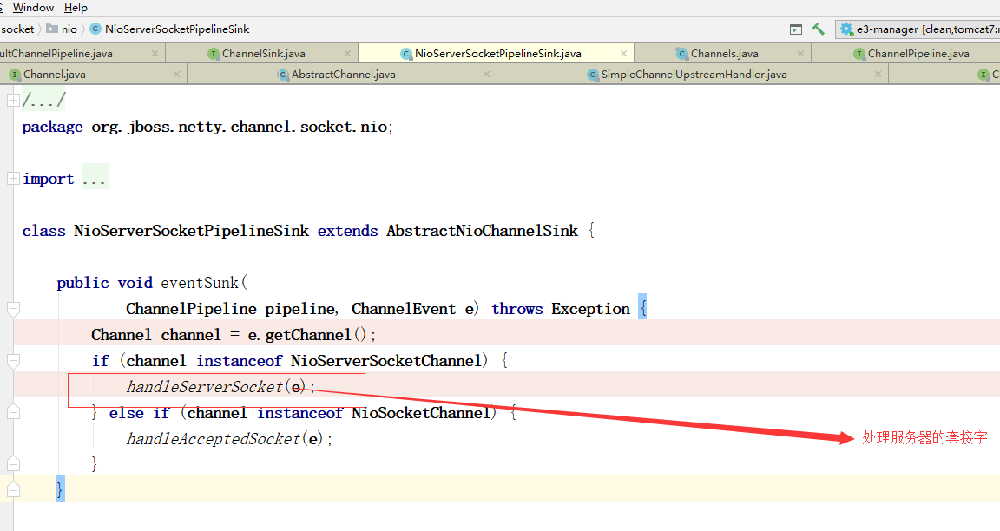 Window Help
socket nio NioServerSocketPipelineSink e3-manager [clean,tomcat7:r
ultChannelPipeline.java ChannelSink.java NioServerSocketPipelineSink.java Channels.java ChannelPipeline.java
Channel.java AbstractChannel.java SimpleChannelUpstreamHandler.java C
/.../
package org.jboss.netty.channel.socket.nio;
import ...
class NioServerSocketPipelineSink extends AbstractNioChannelSink {
public void eventSunk(
ChannelPipeline pipeline, ChannelEvent e) throws Exception {
Channel channel = e.getChannel();
if (channel instanceof NioServerSocketChannel) {
handleServerSocket(e);
} else if (channel instanceof NioSocketChannel) {
处理服务器的套接字
handleAcceptedSocket(e);
}
}